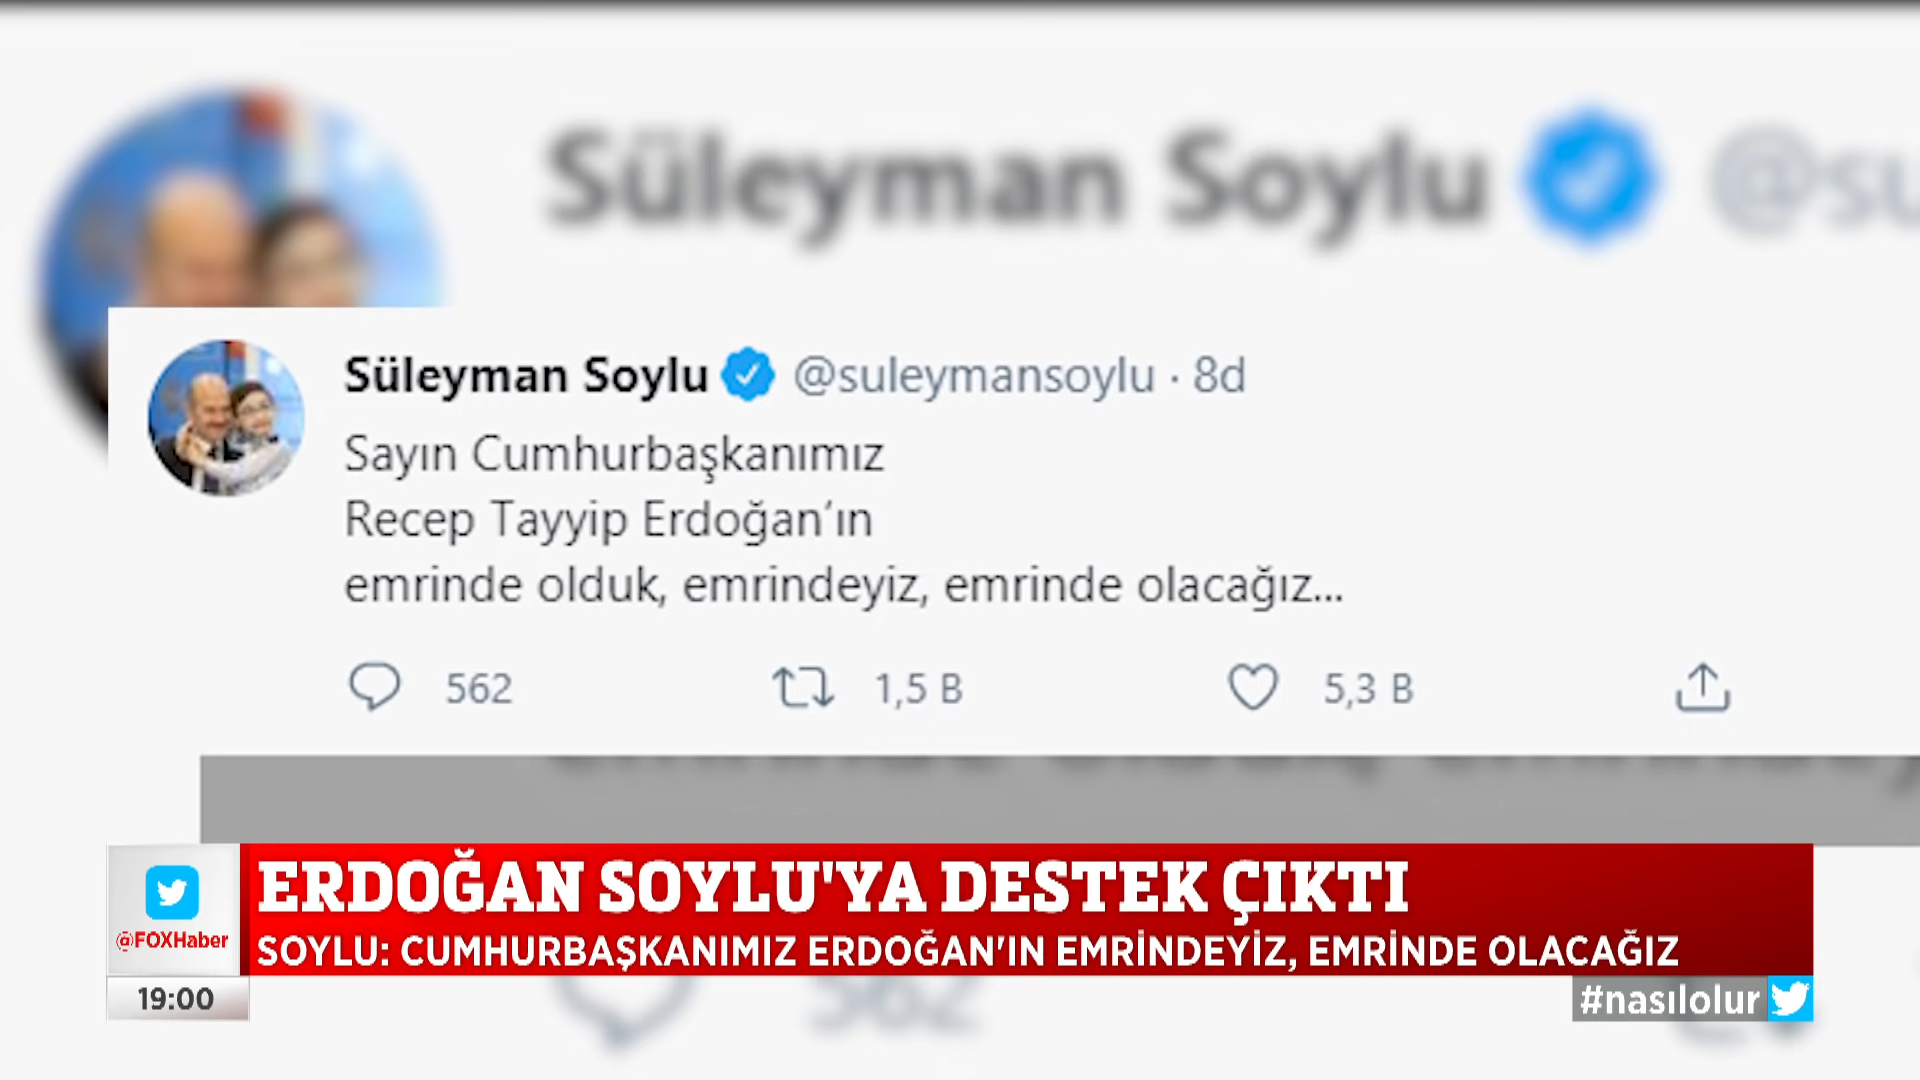 Süleyman Soylu @su
Süleyman Soylu @suleymansoylu · 8d
Sayın Cumhurbaşkanımız
Recep Tayyip Erdoğan’ın
emrinde olduk, emrindeyiz, emrinde olacağız...
562 1,5 B 5,3 B
ERDOĞAN SOYLU'YA DESTEK ÇIKTI
@FOXHaber
SOYLU: CUMHURBAŞKANIMIZ ERDOĞAN'IN EMRİNDEYİZ, EMRİNDE OLACAĞIZ
19:00
#nasılolur
562